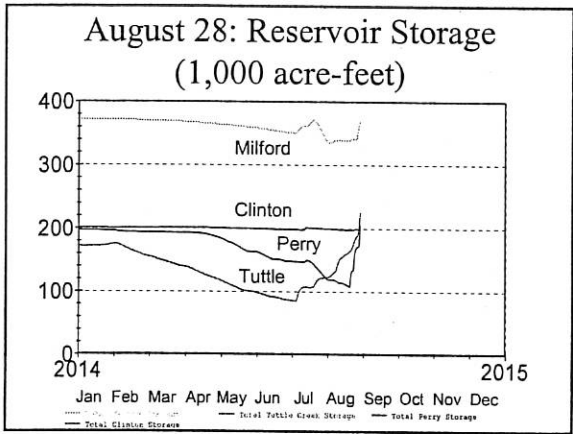 August 28: Reservoir Storage
(1,000 acre-feet)
400
300
200
100
0
Milford
Clinton
Perry
Tuttle
2014
2015
Jan Feb Mar Apr May Jun Jul Aug Sep Oct Nov Dec
Total Tuttle Creek Storage
Total Perry Storage
Total Clinton Storage